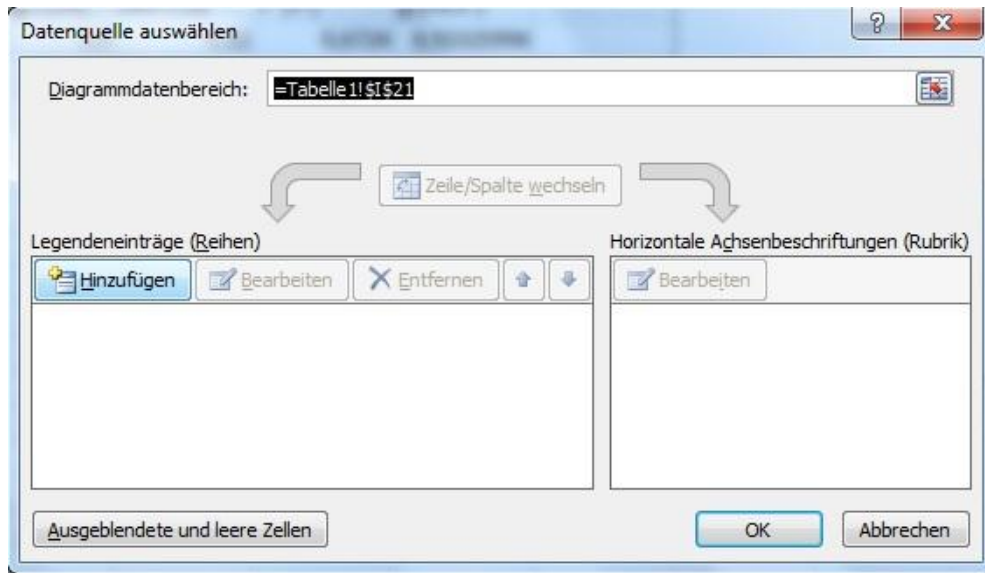 Datenquelle auswählen
Diagrammdatenbereich: =Tabelle1!$I$21
Zeile/Spalte wechseln
Legendeneinträge (Reihen)
Hinzufügen Bearbeiten Entfernen
Horizontale Achsenbeschriftungen (Rubrik)
Bearbeiten
Ausgeblendete und leere Zellen
OK Abbrechen